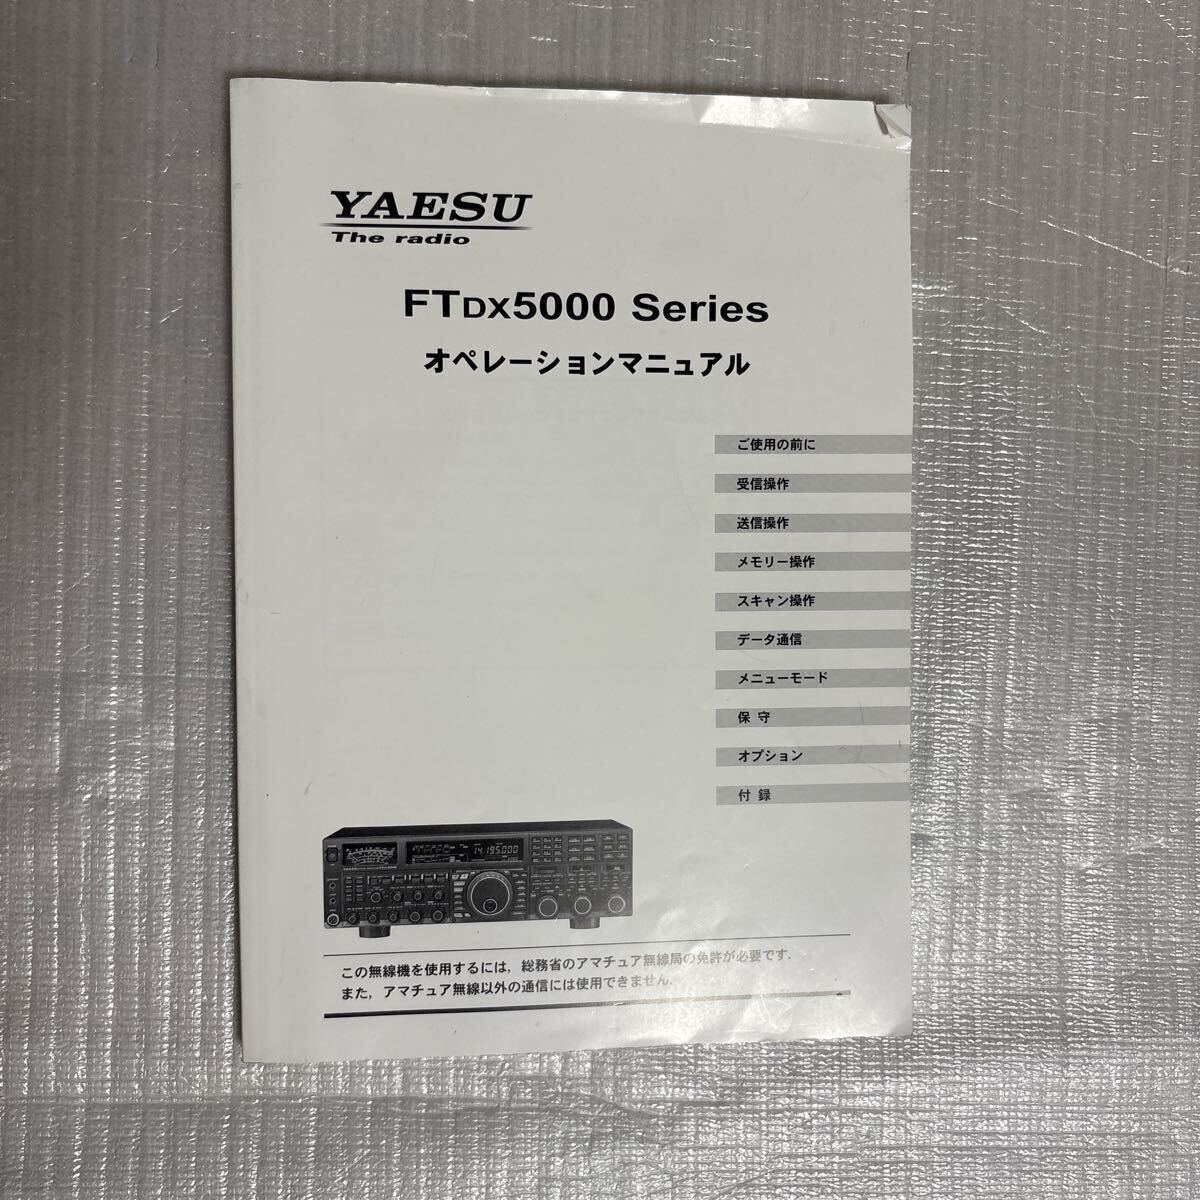 YAESU
The radio
FTDX5000 Series
オペレーションマニュアル
ご使用の前に
受信操作
送信操作
メモリー操作
スキャン操作
データ通信
メニューモード
保 守
オプション
付 録
14.195.000
この無線機を使用するには，総務省のアマチュア無線局の免許が必要です．
また，アマチュア無線以外の通信には使用できません．